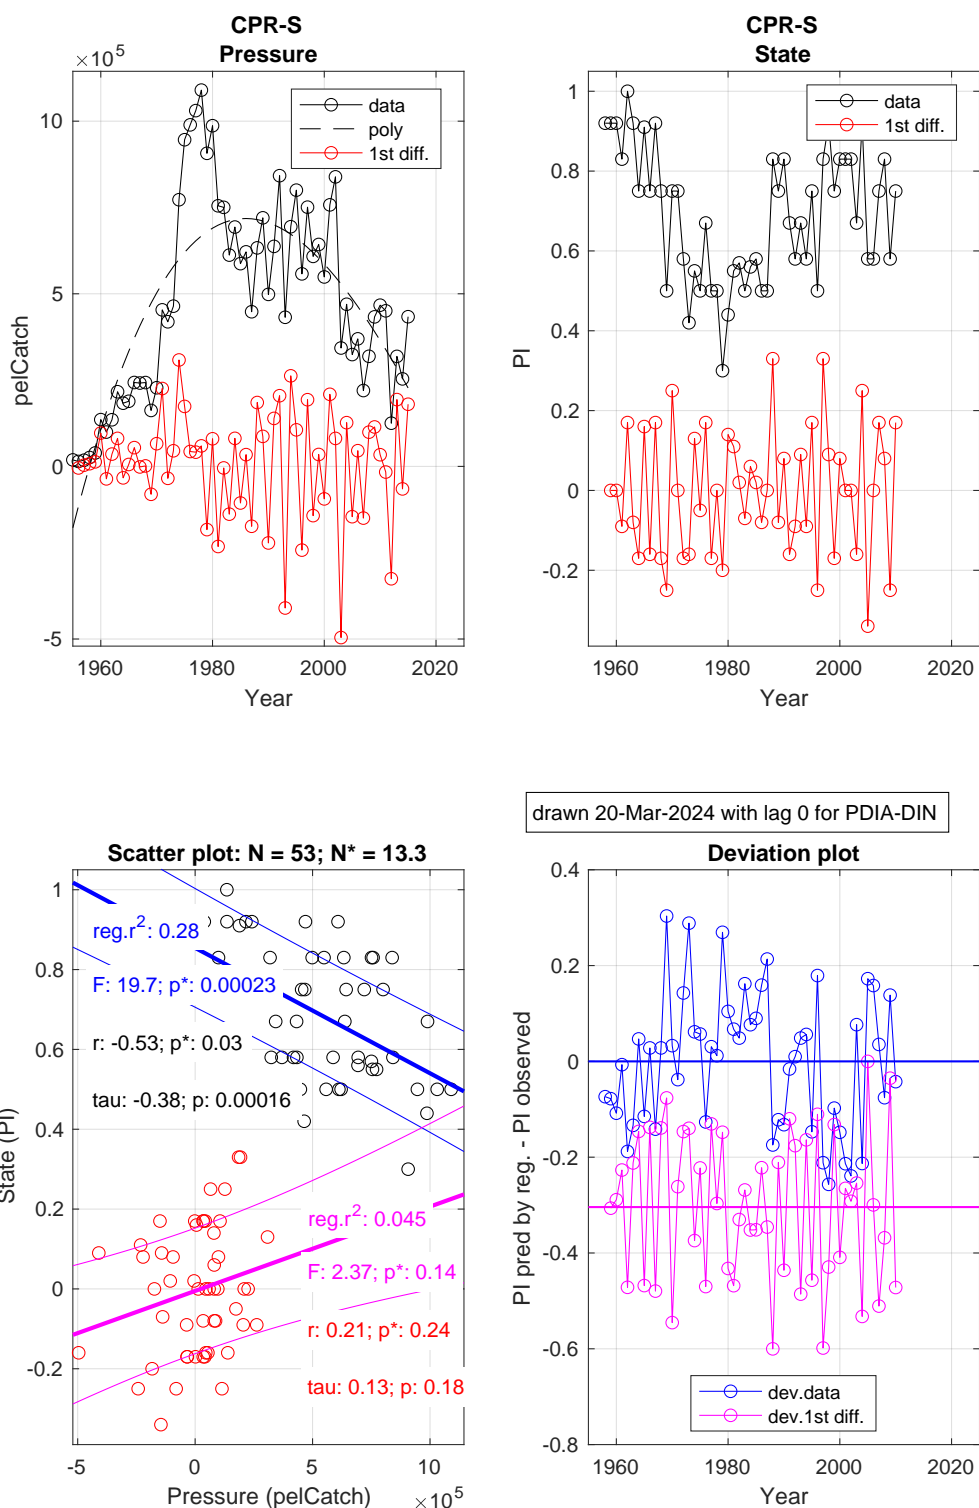 CPR-S
Pressure
×10^5
data
poly
1st diff.
10
5
0
-5
pelCatch
1960
1980
2000
2020
Year
CPR-S
State
data
1st diff.
1
0.8
0.6
0.4
0.2
0
-0.2
PI
1960
1980
2000
2020
Year
drawn 20-Mar-2024 with lag 0 for PDIA-DIN
Scatter plot: N = 53; N* = 13.3
1
0.8
0.6
0.4
0.2
0
-0.2
State (PI)
reg.r²: 0.28
F: 19.7; p*: 0.00023
r: -0.53; p*: 0.03
tau: -0.38; p: 0.00016
reg.r²: 0.045
F: 2.37; p*: 0.14
r: 0.21; p*: 0.24
tau: 0.13; p: 0.18
-5
0
5
10
Pressure (pelCatch)
×10^5
Deviation plot
0.4
0.2
0
-0.2
-0.4
-0.6
-0.8
PI pred by reg. - PI observed
dev.data
dev.1st diff.
1960
1980
2000
2020
Year